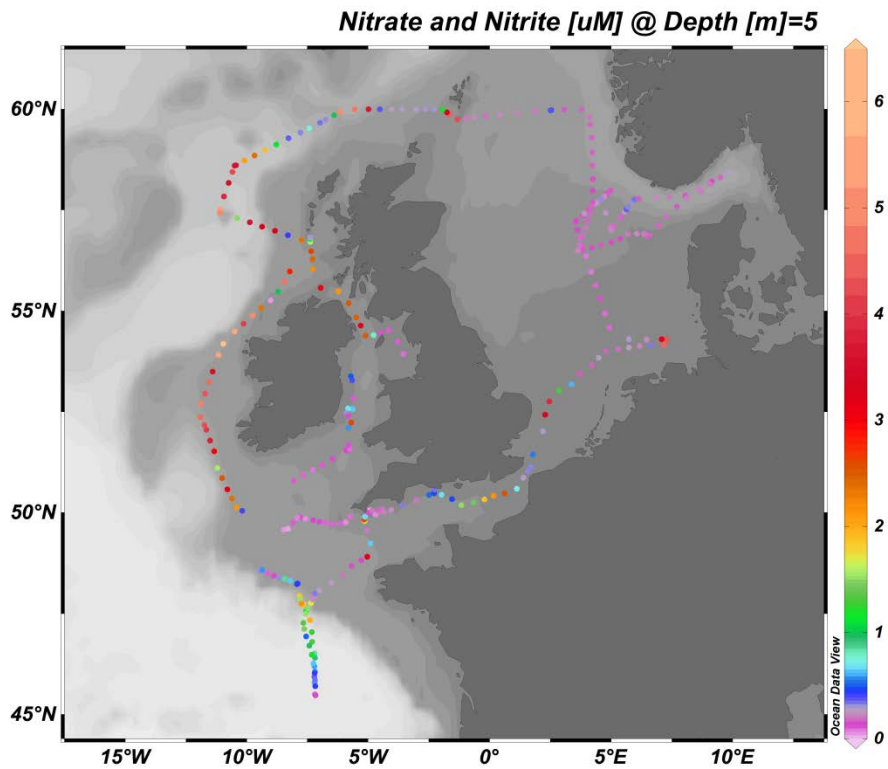 Nitrate and Nitrite [uM] @ Depth [m]=5
60°N
55°N
50°N
45°N
15°W
10°W
5°W
0°
5°E
10°E
6
5
4
3
2
1
0
Ocean Data View